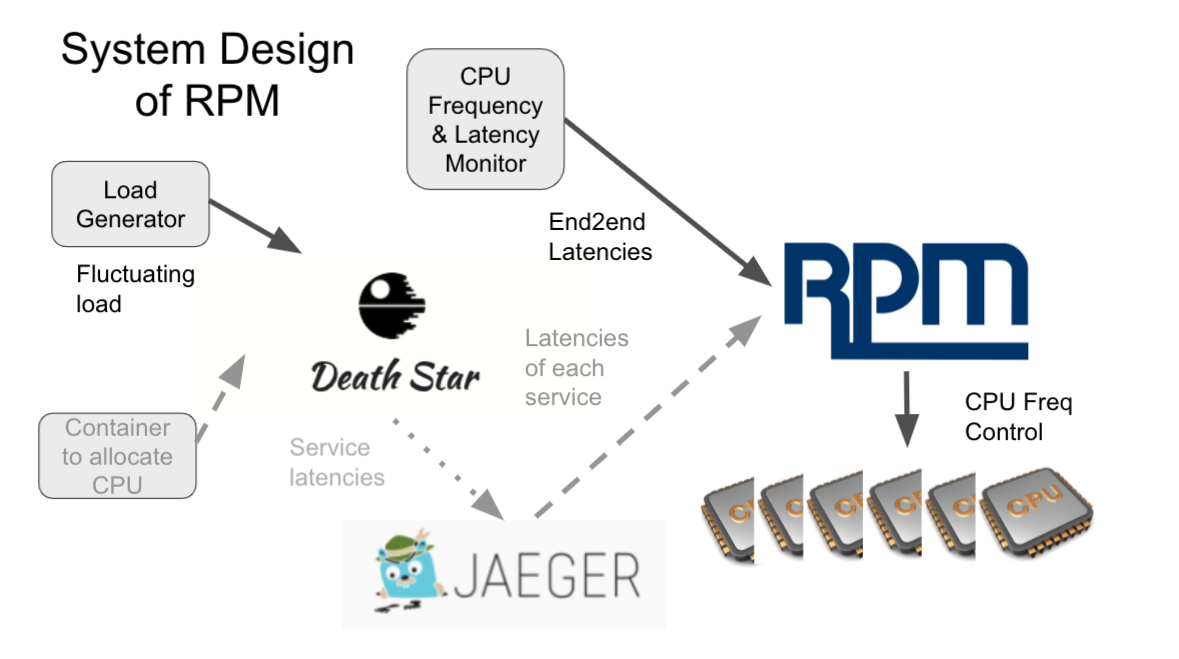 System Design
of RPM
CPU
Frequency
& Latency
Monitor
Load
Generator
Fluctuating
load
End2end
Latencies
RPM
Death Star
Latencies
of each
service
Container
to allocate
CPU
Service
latencies
CPU Freq
Control
JAEGER
CPU